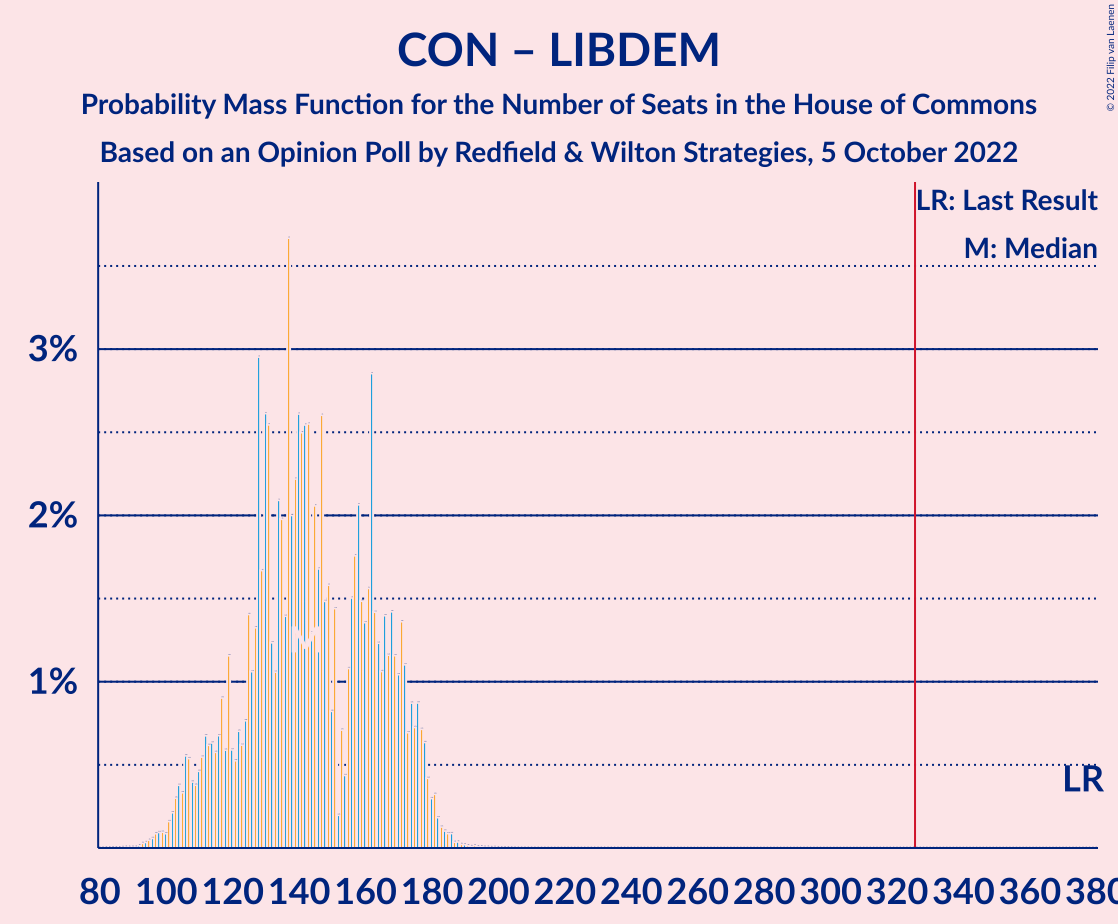 CON – LIBDEM
Probability Mass Function for the Number of Seats in the House of Commons
Based on an Opinion Poll by Redfield & Wilton Strategies, 5 October 2022
© 2022 Filip van Laenen
LR: Last Result
M: Median
3%
2%
1%
M
LR
80 100 120 140 160 180 200 220 240 260 280 300 320 340 360 380